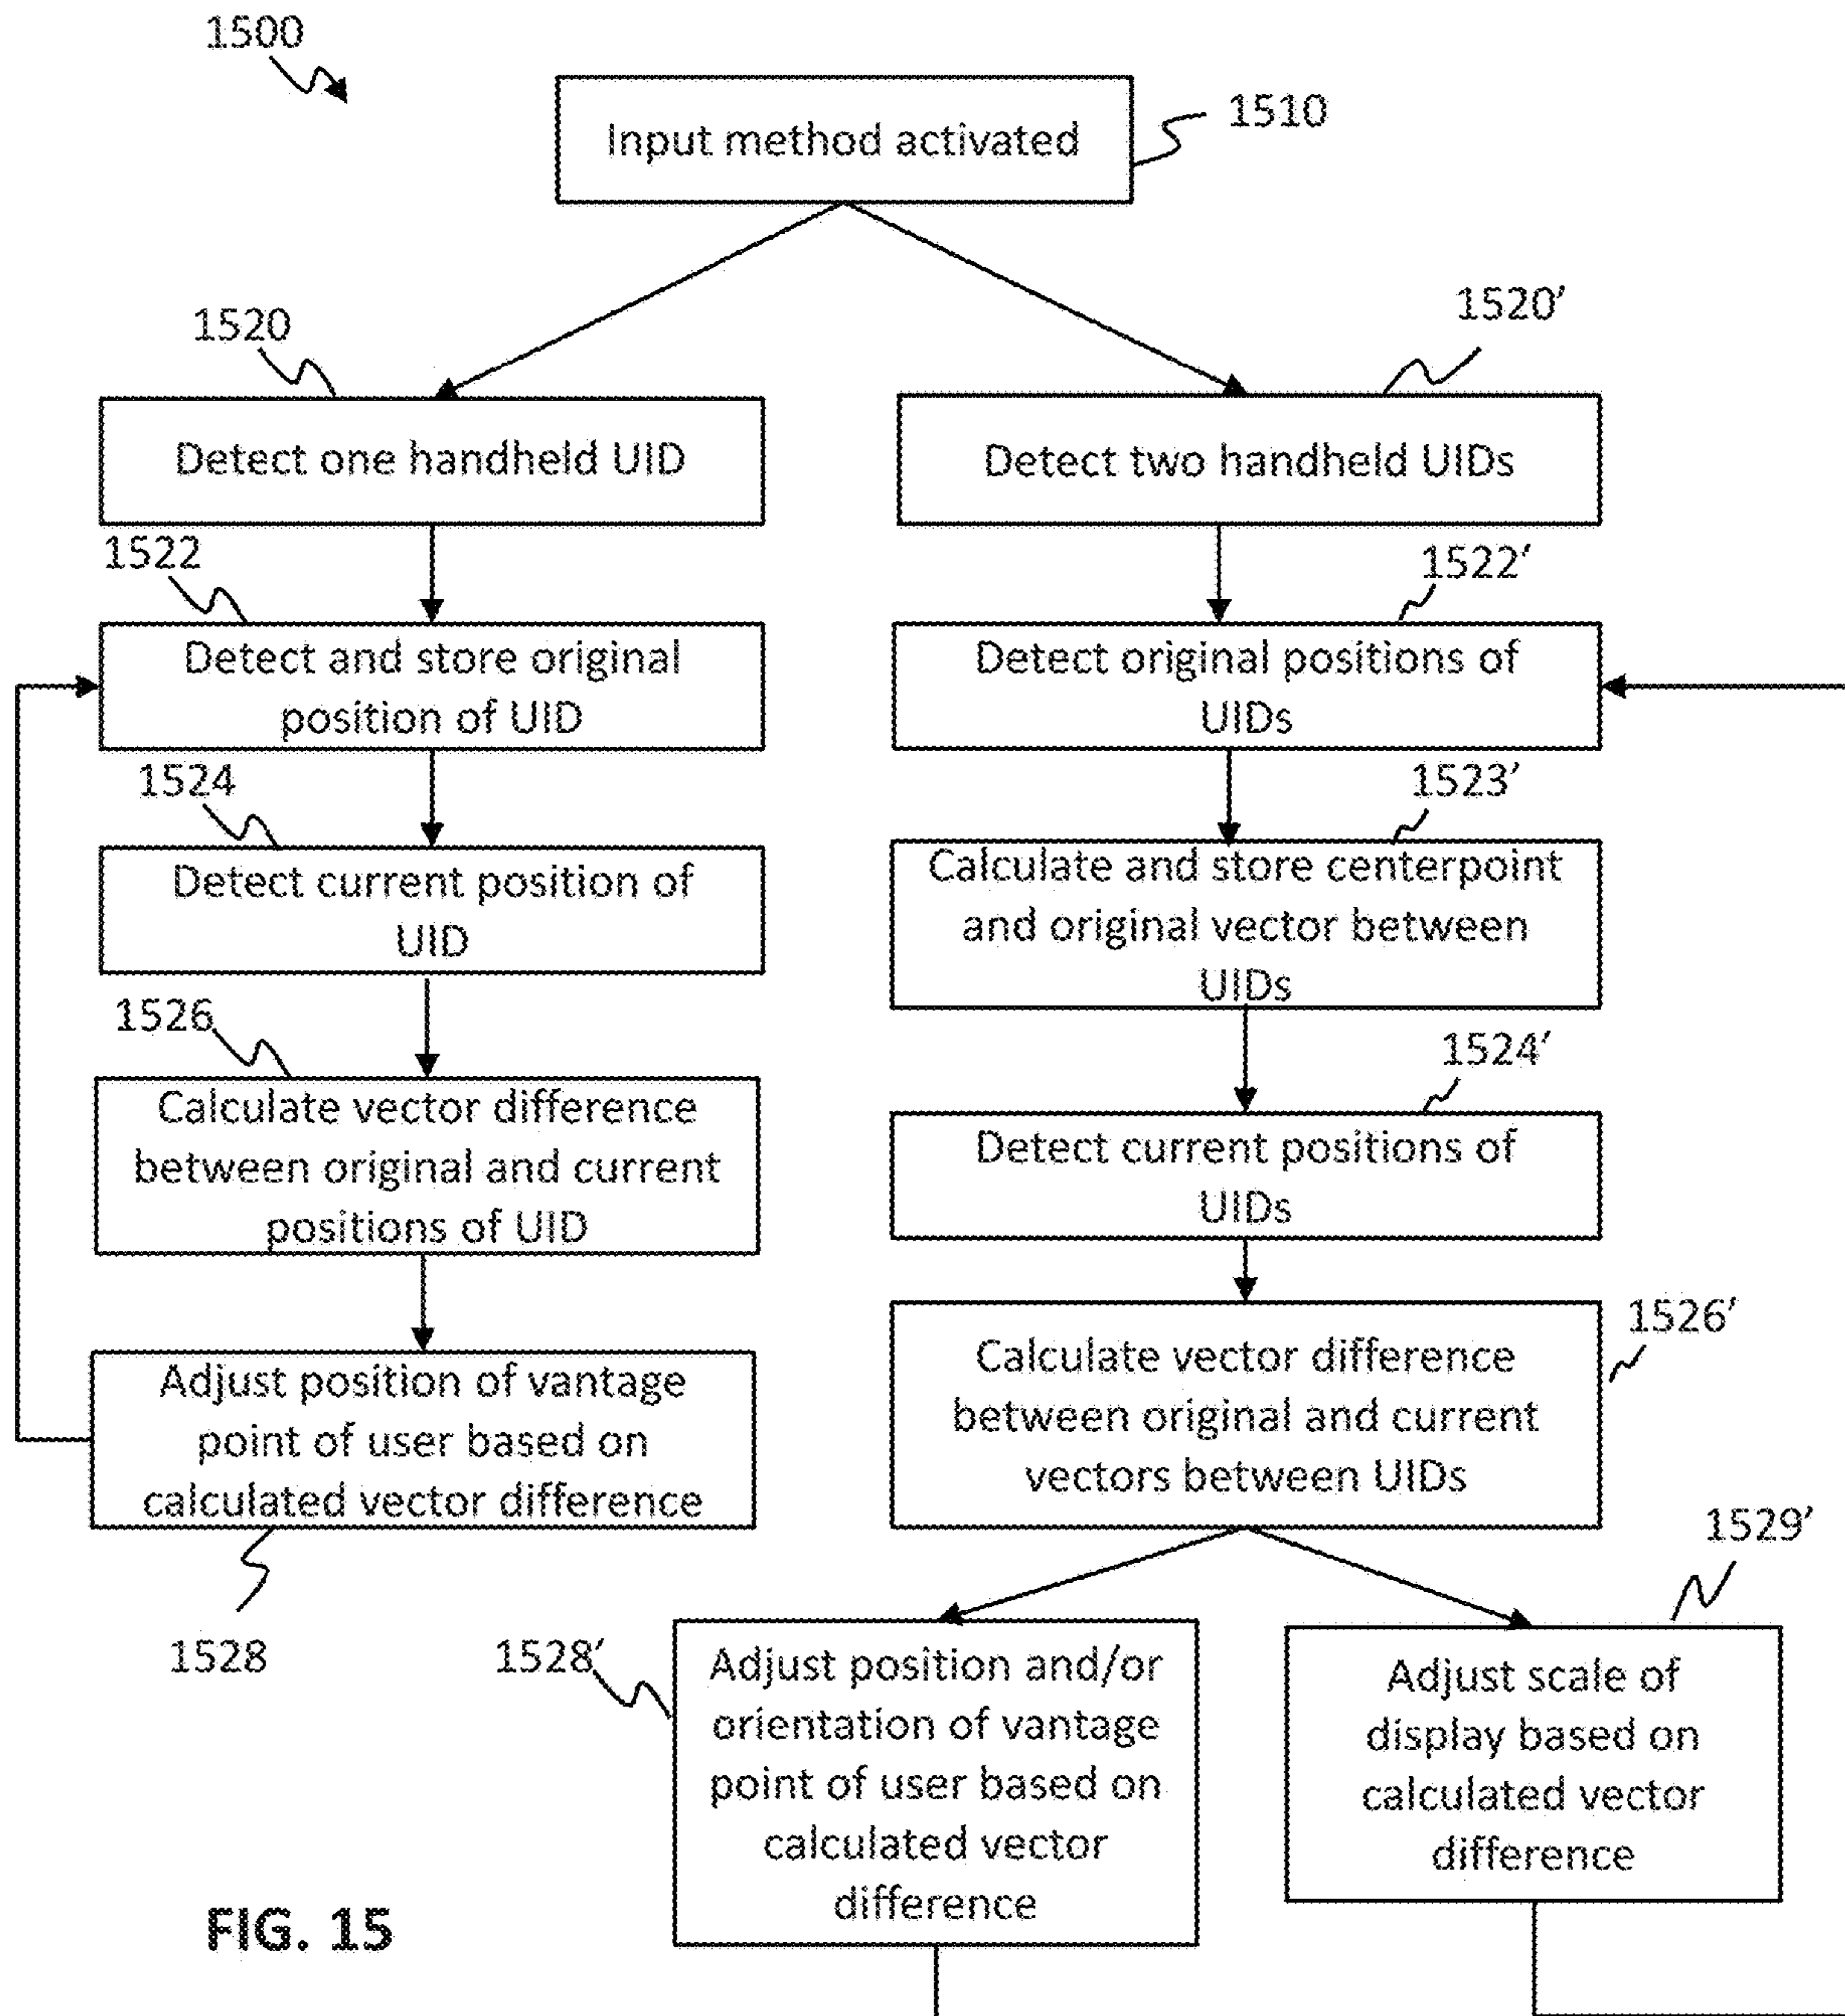 1500
Input method activated
1510
1520
1520′
Detect one handheld UID
Detect two handheld UIDs
1522
1522′
Detect and store original
position of UID
Detect original positions of
UIDs
1524
1523′
Detect current position of
UID
Calculate and store centerpoint
and original vector between
UIDs
1526
1524′
Calculate vector difference
between original and current
positions of UID
Detect current positions of
UIDs
1526′
Adjust position of vantage
point of user based on
calculated vector difference
Calculate vector difference
between original and current
vectors between UIDs
1529′
1528
1528′
Adjust position and/or
orientation of vantage
point of user based on
calculated vector
difference
Adjust scale of
display based on
calculated vector
difference
FIG. 15